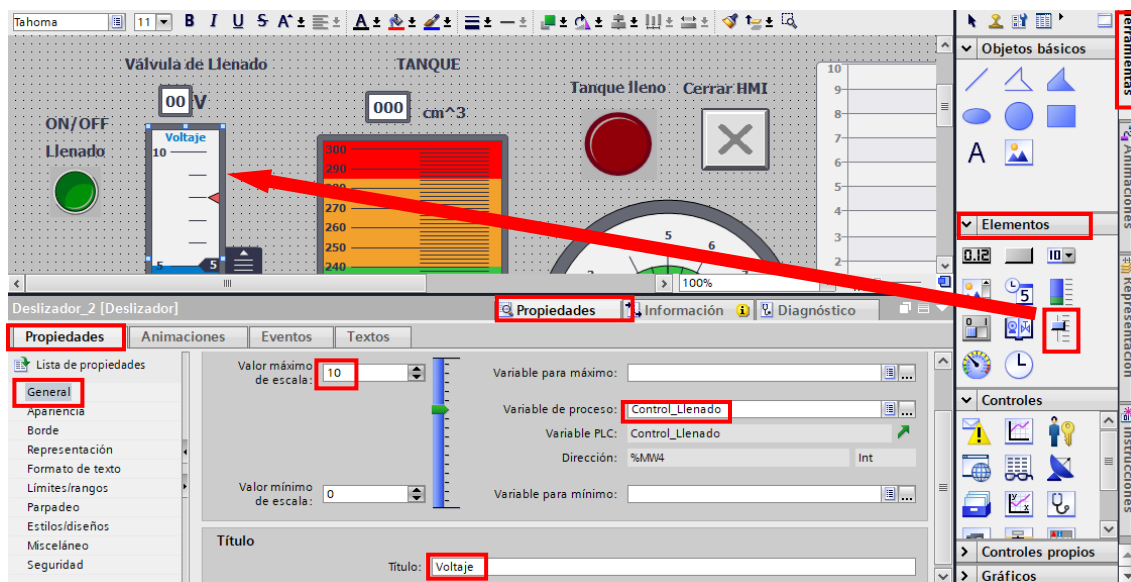 Tahoma
11
B I U S A
Herramientas
Objetos básicos
Válvula de Llenado
TANQUE
Tanque lleno
Cerrar HMI
00 V
000 cm^3
ON/OFF
Llenado
Voltaje
10
5
5
300
290
280
270
260
250
240
5
6
10
9
8
7
6
5
4
3
2
A
Animaciones
Elementos
0.12
10
5
Representación
100%
Deslizador_2 [Deslizador]
Propiedades
Información
Diagnóstico
Propiedades
Animaciones
Eventos
Textos
Lista de propiedades
General
Apariencia
Borde
Representación
Formato de texto
Límites/rangos
Parpadeo
Estilos/diseños
Misceláneo
Seguridad
Valor máximo
de escala:
10
Variable para máximo:
Variable de proceso:
Control_Llenado
Variable PLC:
Control_Llenado
Dirección:
%MW4
Int
Valor mínimo
de escala:
0
Variable para mínimo:
Título
Título:
Voltaje
Controles
Instrucciones
Controles propios
Gráficos